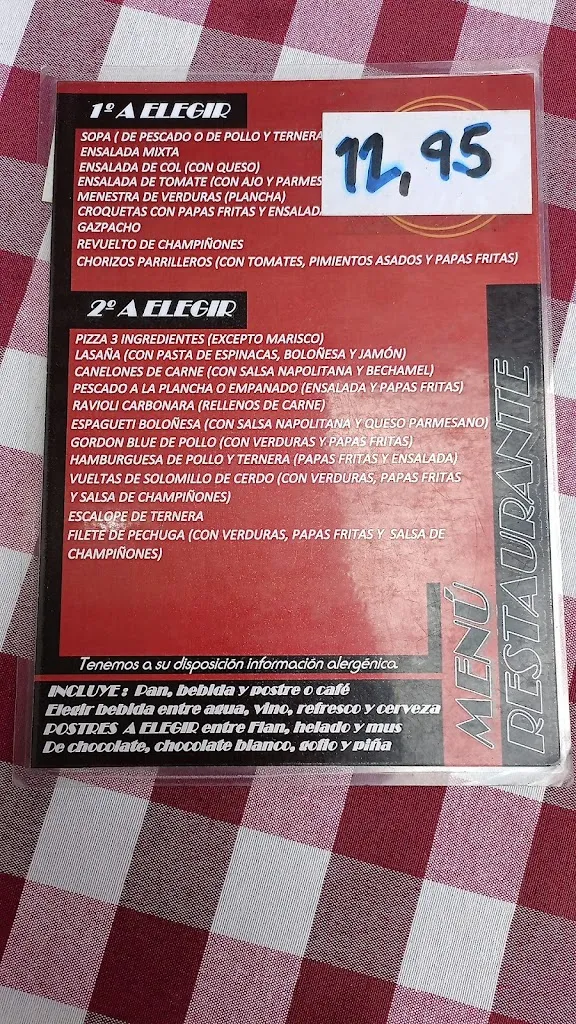 1º A ELEGIR
12,95
SOPA ( DE PESCADO O DE POLLO Y TERNERA
ENSALADA MIXTA
ENSALADA DE COL (CON QUESO)
ENSALADA DE TOMATE (CON AJO Y PARMES
MENESTRA DE VERDURAS (PLANCHA)
CROQUETAS CON PAPAS FRITAS Y ENSALADA
GAZPACHO
REVUELTO DE CHAMPIÑONES
CHORIZOS PARRILLEROS (CON TOMATES, PIMIENTOS ASADOS Y PAPAS FRITAS)
2º A ELEGIR
PIZZA 3 INGREDIENTES (EXCEPTO MARISCO)
LASAÑA (CON PASTA DE ESPINACAS, BOLOÑESA Y JAMÓN)
CANELONES DE CARNE (CON SALSA NAPOLITANA Y BECHAMEL)
PESCADO A LA PLANCHA O EMPANADO (ENSALADA Y PAPAS FRITAS)
RAVIOLI CARBONARA (RELLENOS DE CARNE)
ESPAGUETI BOLOÑESA (CON SALSA NAPOLITANA Y QUESO PARMESANO)
GORDON BLUE DE POLLO (CON VERDURAS Y PAPAS FRITAS)
HAMBURGUESA DE POLLO Y TERNERA (PAPAS FRITAS Y ENSALADA)
VUELTAS DE SOLOMILLO DE CERDO (CON VERDURAS, PAPAS FRITAS
Y SALSA DE CHAMPIÑONES)
ESCALOPE DE TERNERA
FILETE DE PECHUGA (CON VERDURAS, PAPAS FRITAS Y SALSA DE
CHAMPIÑONES)
Tenemos a su disposición información alergénica.
INCLUYE : Pan, bebida y postre o café
Elegir bebida entre agua, vino, refresco y cerveza
POSTRES A ELEGIR entre Flan, helado y mus
De chocolate, chocolate blanco, gofio y piña
MENÚ
RESTAURANTE